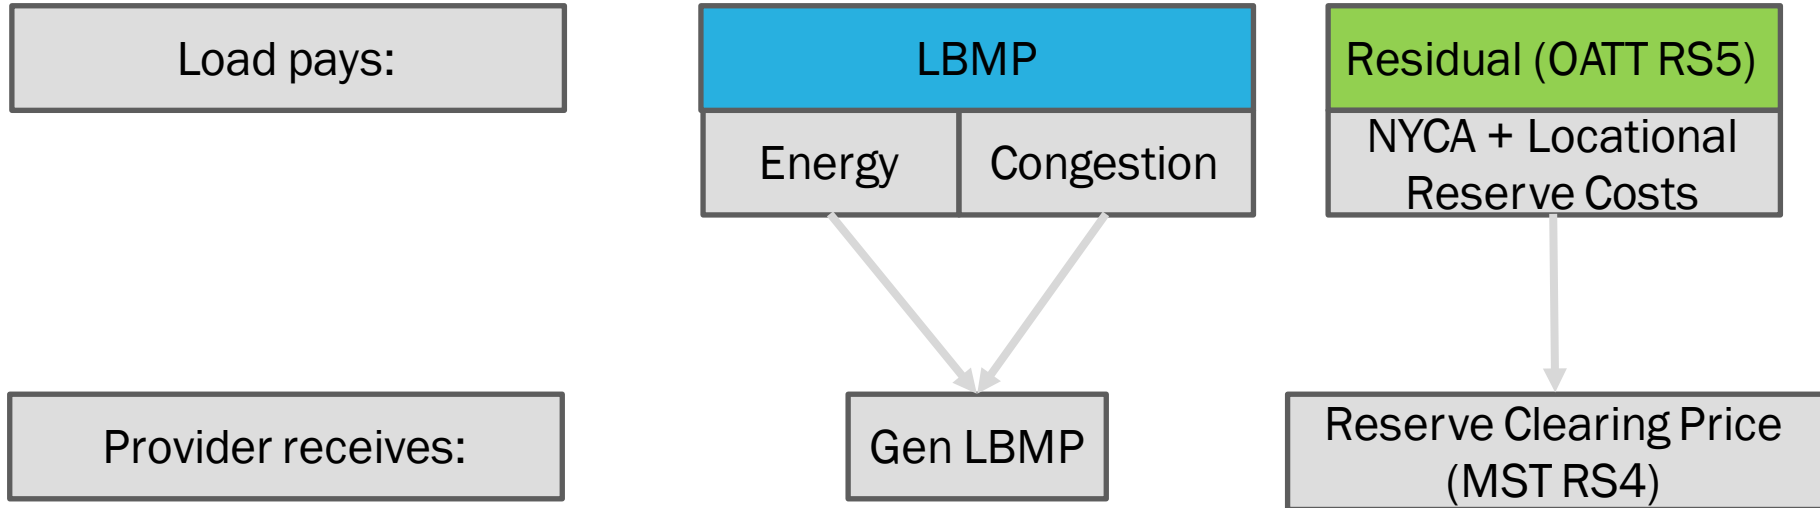 Load pays:
LBMP
Residual (OATT RS5)
Energy
Congestion
NYCA + Locational
Reserve Costs
Provider receives:
Gen LBMP
Reserve Clearing Price
(MST RS4)